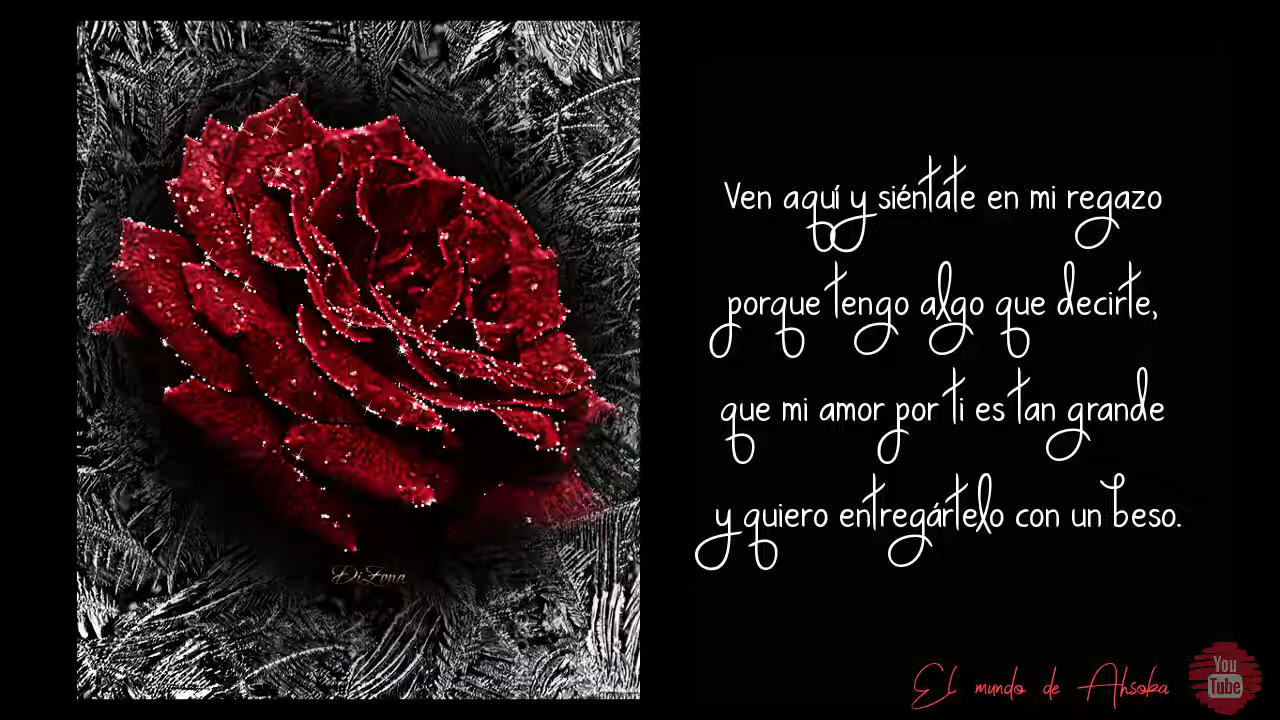 Ven aquí y siéntate en mi regazo
porque tengo algo que decirte,
que mi amor por ti es tan grande
y quiero entregártelo con un beso.
DiZona
El mundo de Ahsoka
You
Tube